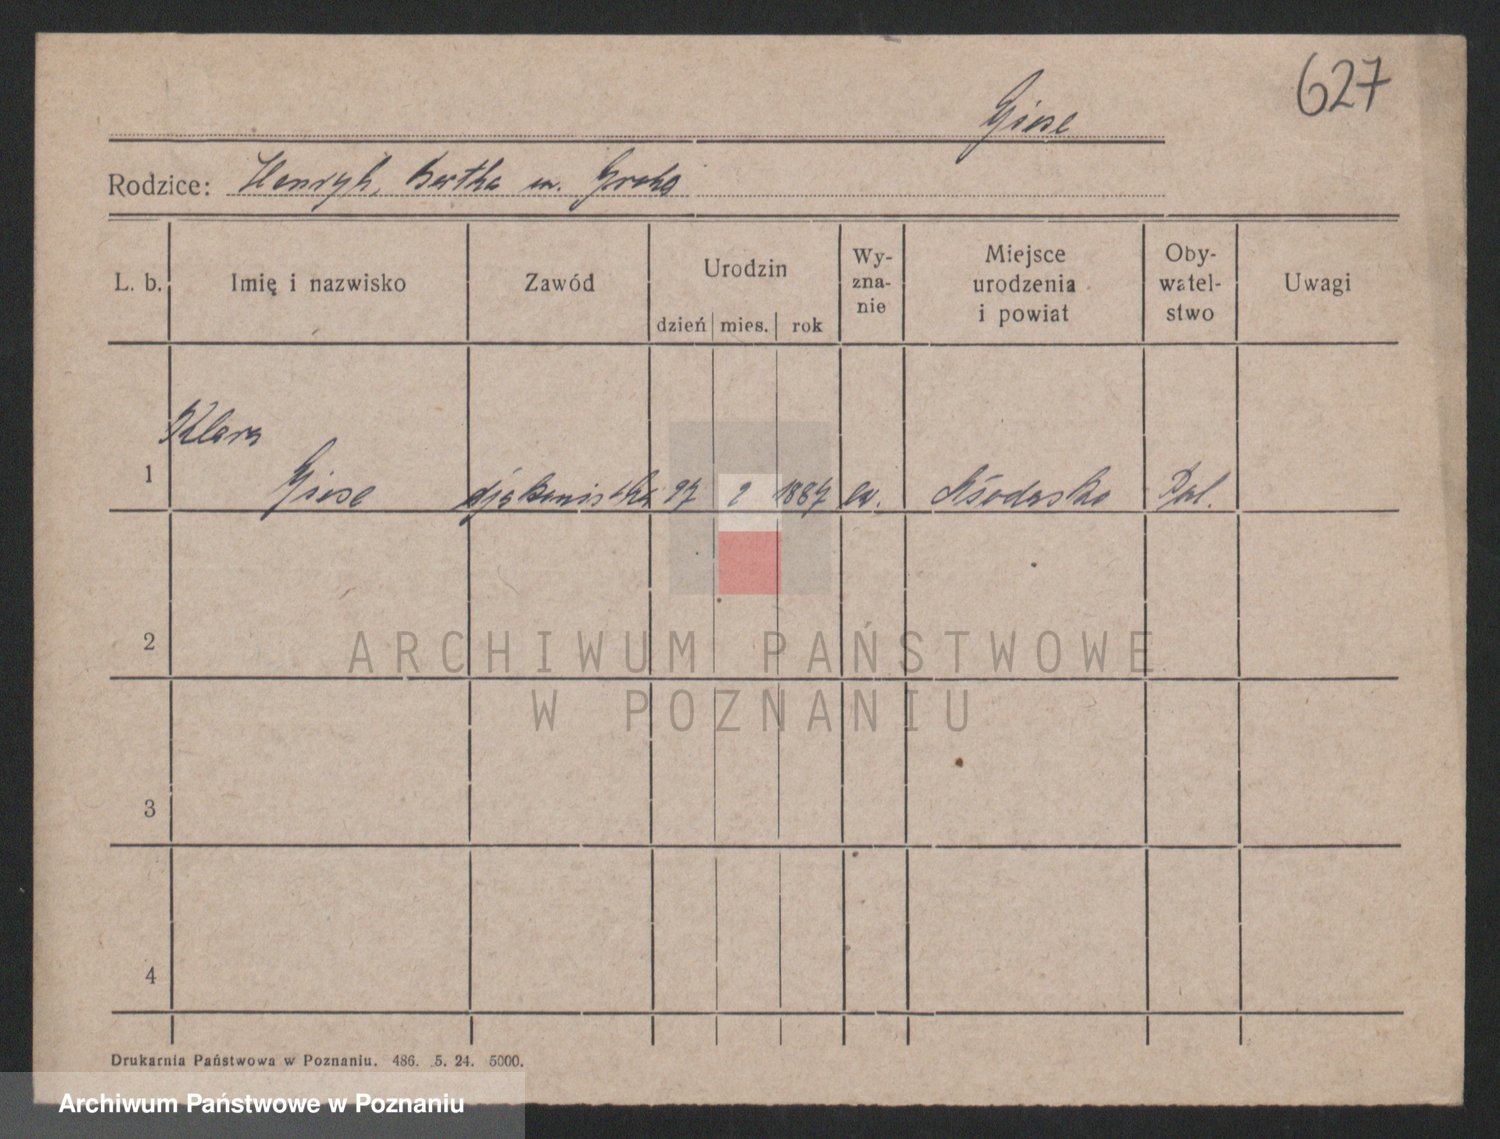 627
Giese
Rodzice: Henryk, Bertha
L. b. Imię i nazwisko Zawód Urodzin dzień mies. rok Wy-zna-nie Miejsce urodzenia i powiat Oby-watel-stwo Uwagi
Klara
1 Giese djakonistka 27 2 1887 ew. Pol.
2
3
4
ARCHIWUM PAŃSTWOWE
W POZNANIU
Drukarnia Państwowa w Poznaniu. 486. 5. 24. 5000.
Archiwum Państwowe w Poznaniu